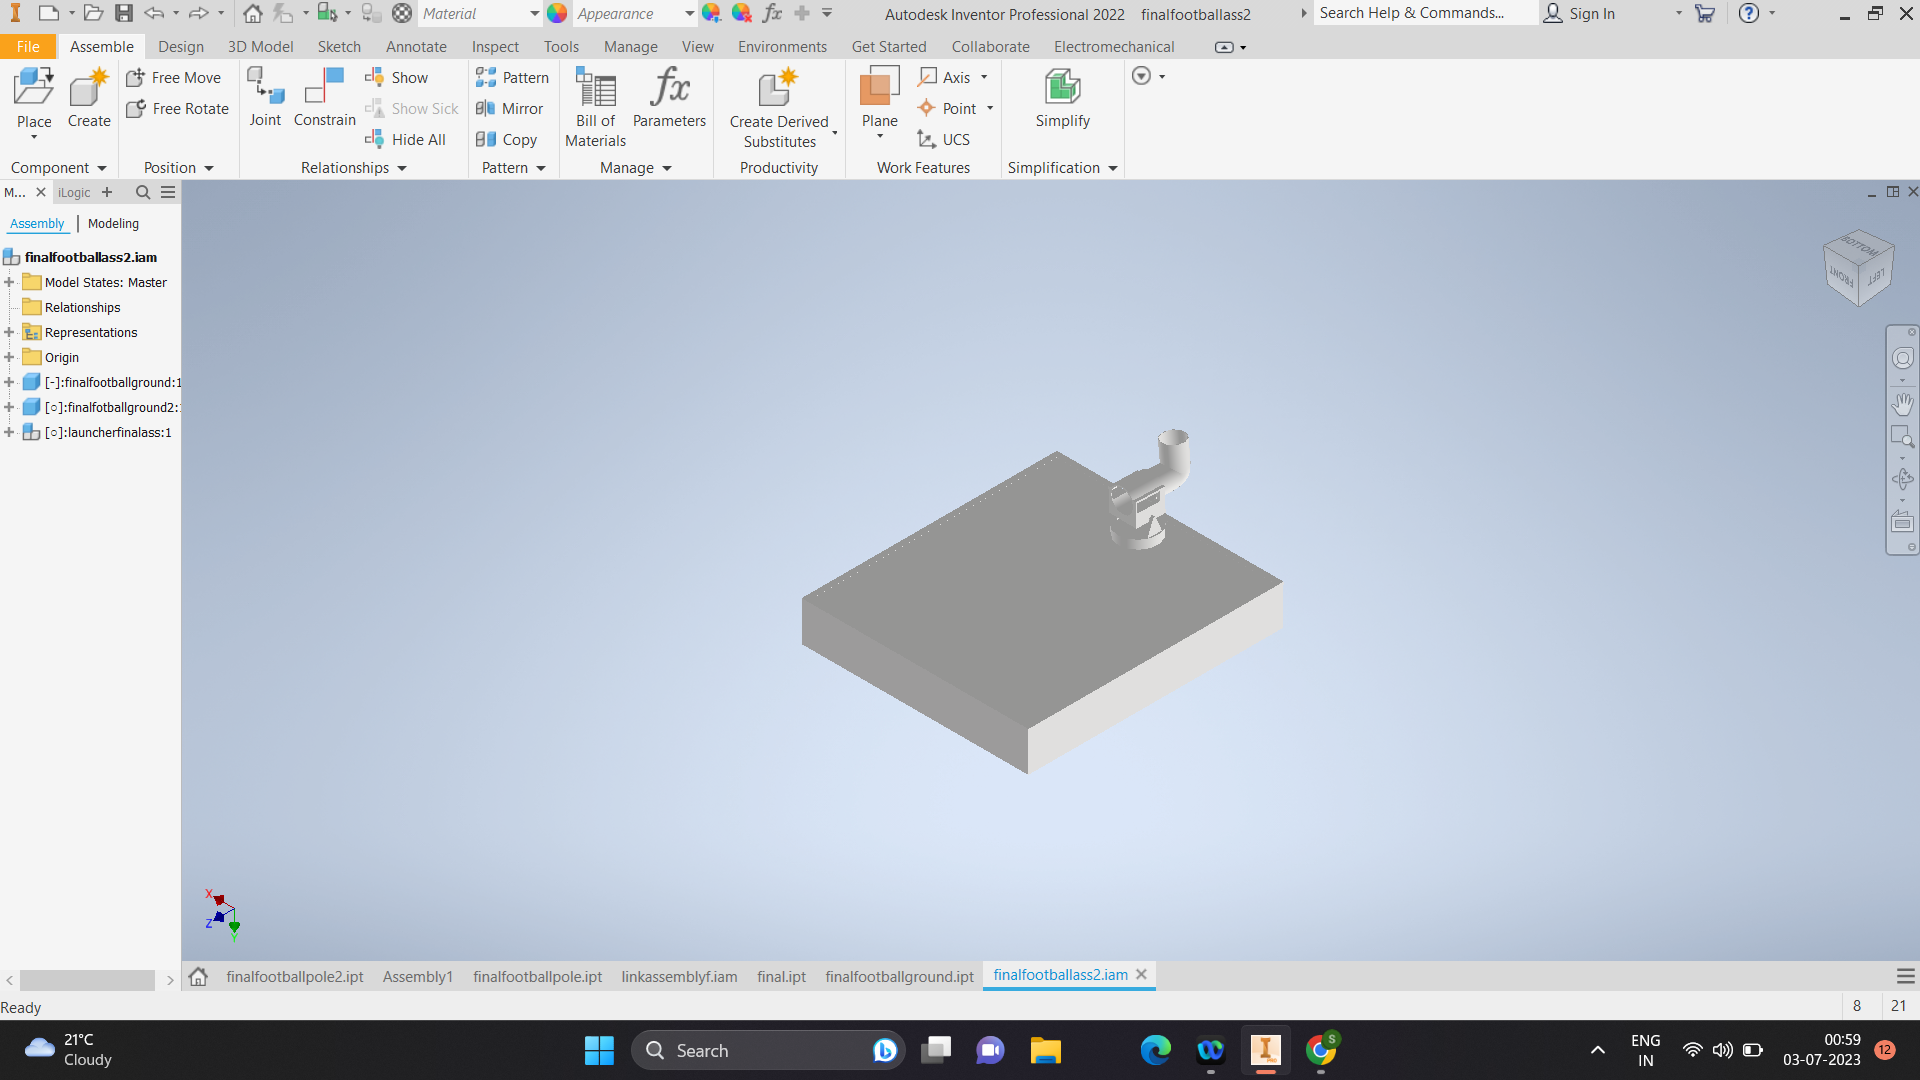 Material
Appearance
Autodesk Inventor Professional 2022 finalfootballass2
Search Help & Commands...
Sign In
File Assemble Design 3D Model Sketch Annotate Inspect Tools Manage View Environments Get Started Collaborate Electromechanical
Place
Create
Component
Free Move
Free Rotate
Position
Joint
Constrain
Show
Show Sick
Hide All
Relationships
Pattern
Mirror
Copy
Pattern
Bill of
Materials
Parameters
Manage
Create Derived
Substitutes
Productivity
Plane
Axis
Point
UCS
Work Features
Simplify
Simplification
M...
iLogic
Assembly | Modeling
finalfootballass2.iam
Model States: Master
Relationships
Representations
Origin
[-]:finalfootballground:1
[○]:finalfotballground2:
[○]:launcherfinalass:1
BOTTOM
FRONT
LEFT
X
Z
Y
finalfootballpole2.ipt Assembly1 finalfootballpole.ipt linkassemblyf.iam final.ipt finalfootballground.ipt finalfootballass2.iam
Ready
8 21
21°C
Cloudy
Search
S
ENG
IN
00:59
03-07-2023
12